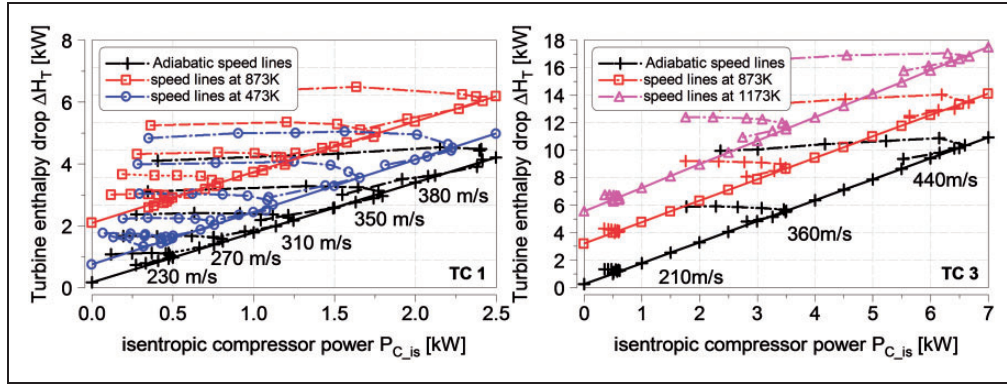 Turbine enthalpy drop ΔH_T [kW]
8
6
4
2
0
Adiabatic speed lines
speed lines at 873K
speed lines at 473K
380 m/s
350 m/s
310 m/s
270 m/s
230 m/s
TC 1
0.0 0.5 1.0 1.5 2.0 2.5
isentropic compressor power P_C_is [kW]
Turbine enthalpy drop ΔH_T [kW]
18
16
14
12
10
8
6
4
2
0
Adiabatic speed lines
speed lines at 873K
speed lines at 1173K
440m/s
360m/s
210m/s
TC 3
0 1 2 3 4 5 6 7
isentropic compressor power P_C_is [kW]